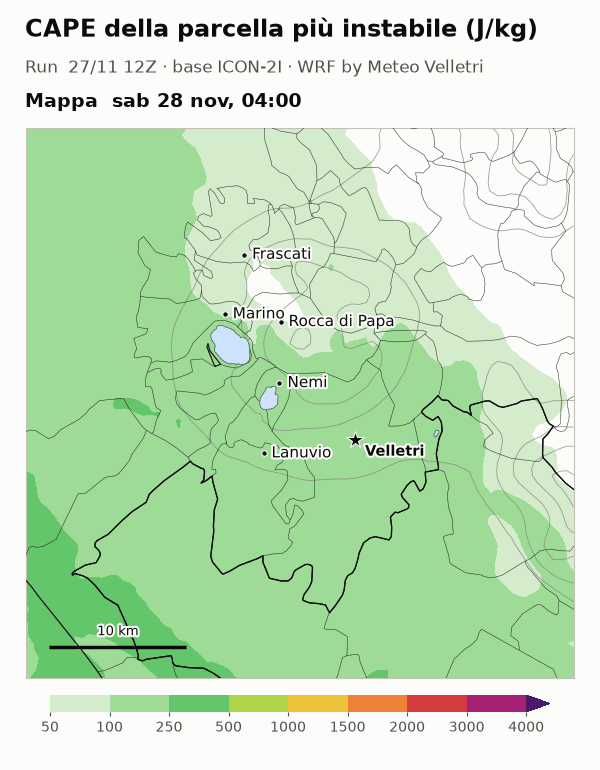 CAPE della parcella più instabile (J/kg)
Run  27/11 12Z · base ICON-2I · WRF by Meteo Velletri
Mappa  sab 28 nov, 04:00
Frascati
Marino
Rocca di Papa
Nemi
Velletri
Lanuvio
10 km
50 100 250 500 1000 1500 2000 3000 4000